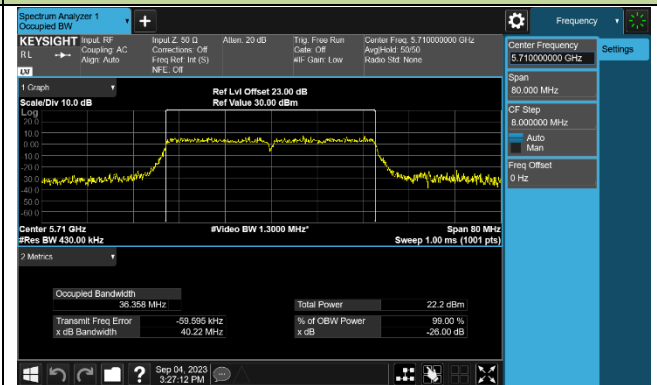 Spectrum Analyzer 1
Occupied BW
Frequency
KEYSIGHT
R L
LXI
Input: RF
Coupling: AC
Align: Auto
Input Z: 50 Ω
Corrections: Off
Freq Ref: Int (S)
NFE: Off
Atten: 20 dB
Trig: Free Run
Gate: Off
#IF Gain: Low
Center Freq: 5.710000000 GHz
Avg|Hold: 50/50
Radio Std: None
Center Frequency
5.710000000 GHz
Settings
Span
80.000 MHz
CF Step
8.000000 MHz
Auto
Man
Freq Offset
0 Hz
1 Graph
Scale/Div 10.0 dB
Ref Lvl Offset 23.00 dB
Ref Value 30.00 dBm
Log
20.0
10.0
0.00
-10.0
-20.0
-30.0
-40.0
-50.0
-60.0
Center 5.71 GHz
#Res BW 430.00 kHz
#Video BW 1.3000 MHz*
Span 80 MHz
Sweep 1.00 ms (1001 pts)
2 Metrics
Occupied Bandwidth
36.358 MHz
Total Power 22.2 dBm
Transmit Freq Error -59.595 kHz
% of OBW Power 99.00 %
x dB Bandwidth 40.22 MHz
x dB -26.00 dB
?
Sep 04, 2023
3:27:12 PM